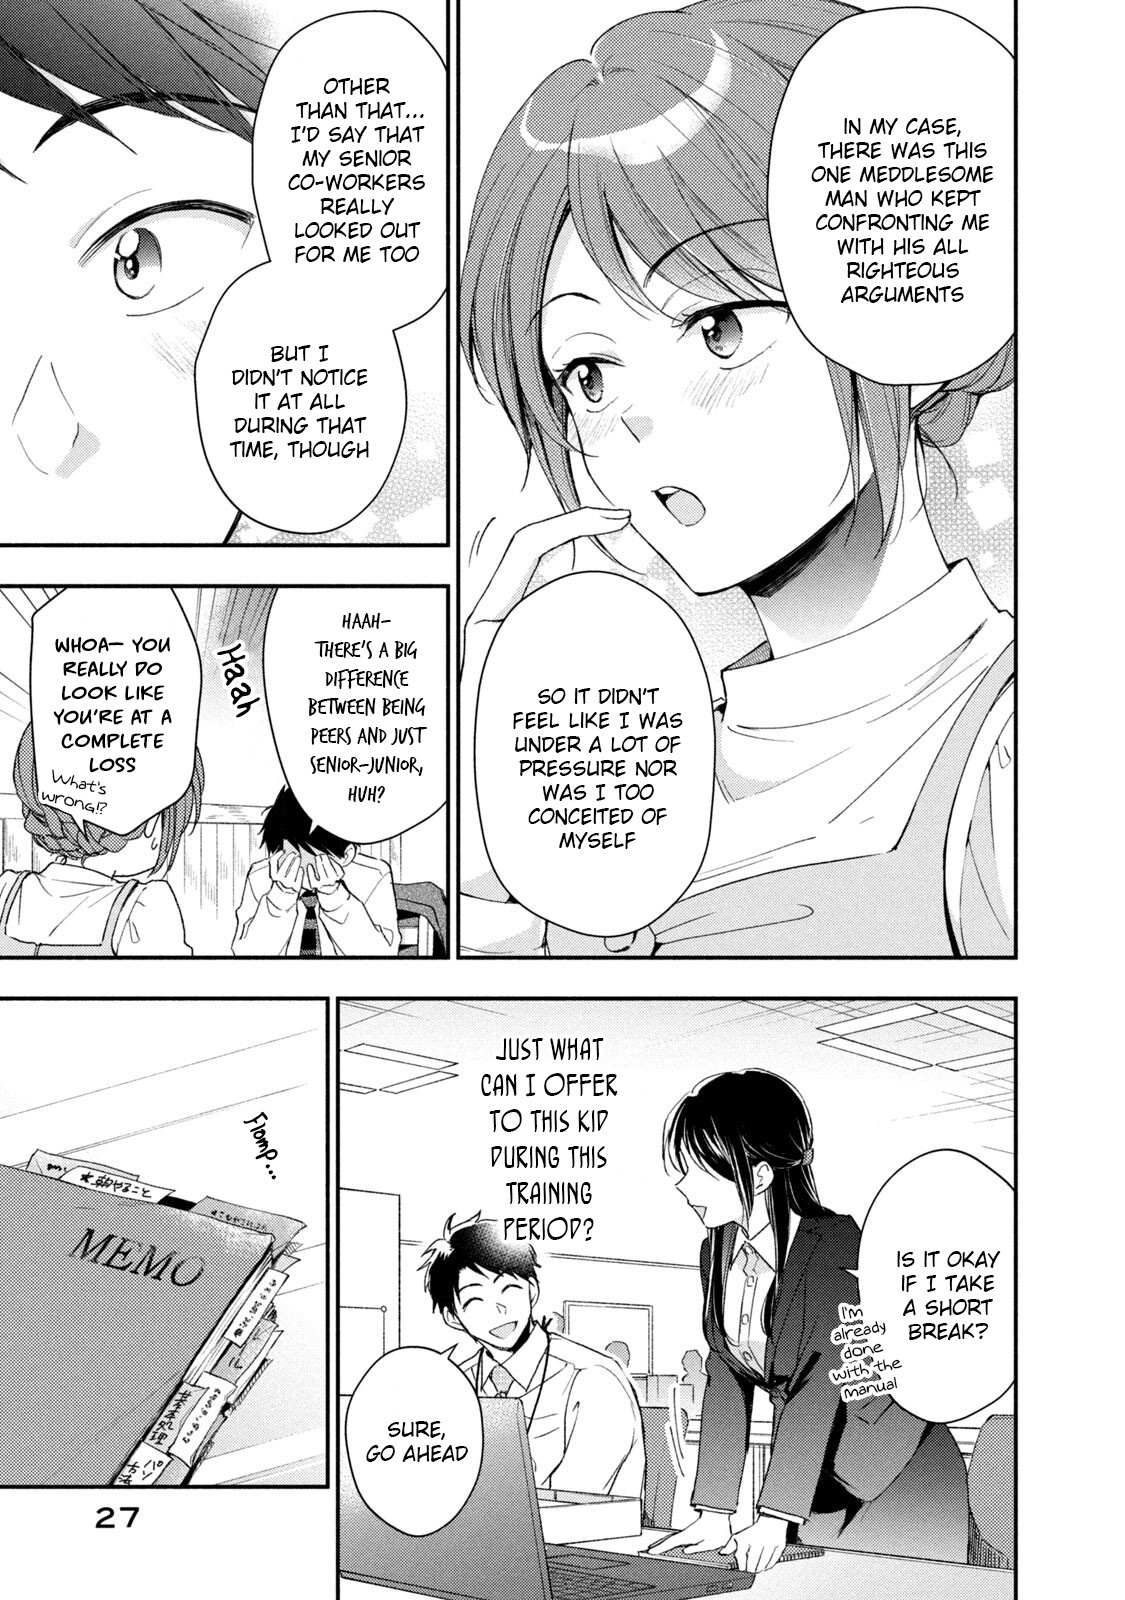 IN MY CASE,
THERE WAS THIS
ONE MEDDLESOME
MAN WHO KEPT
CONFRONTING ME
WITH HIS ALL
RIGHTEOUS
ARGUMENTS
SO IT DIDN'T
FEEL LIKE I WAS
UNDER A LOT OF
PRESSURE NOR
WAS I TOO
CONCEITED OF
MYSELF
OTHER
THAN THAT...
I'D SAY THAT
MY SENIOR
CO-WORKERS
REALLY
LOOKED OUT
FOR ME TOO
BUT I
DIDN'T NOTICE
IT AT ALL
DURING THAT
TIME, THOUGH
HAAH-
THERE'S A BIG
DIFFERENCE
BETWEEN BEING
PEERS AND JUST
SENIOR-JUNIOR,
HUH?
Haah
WHOA- YOU
REALLY DO
LOOK LIKE
YOU'RE AT A
COMPLETE
LOSS
What's
wrong!?
JUST WHAT
CAN I OFFER
TO THIS KID
DURING THIS
TRAINING
PERIOD?
IS IT OKAY
IF I TAKE
A SHORT
BREAK?
I'm
already
done
with the
manual
SURE,
GO AHEAD
Flomp...
★朝やること
MEMO
27